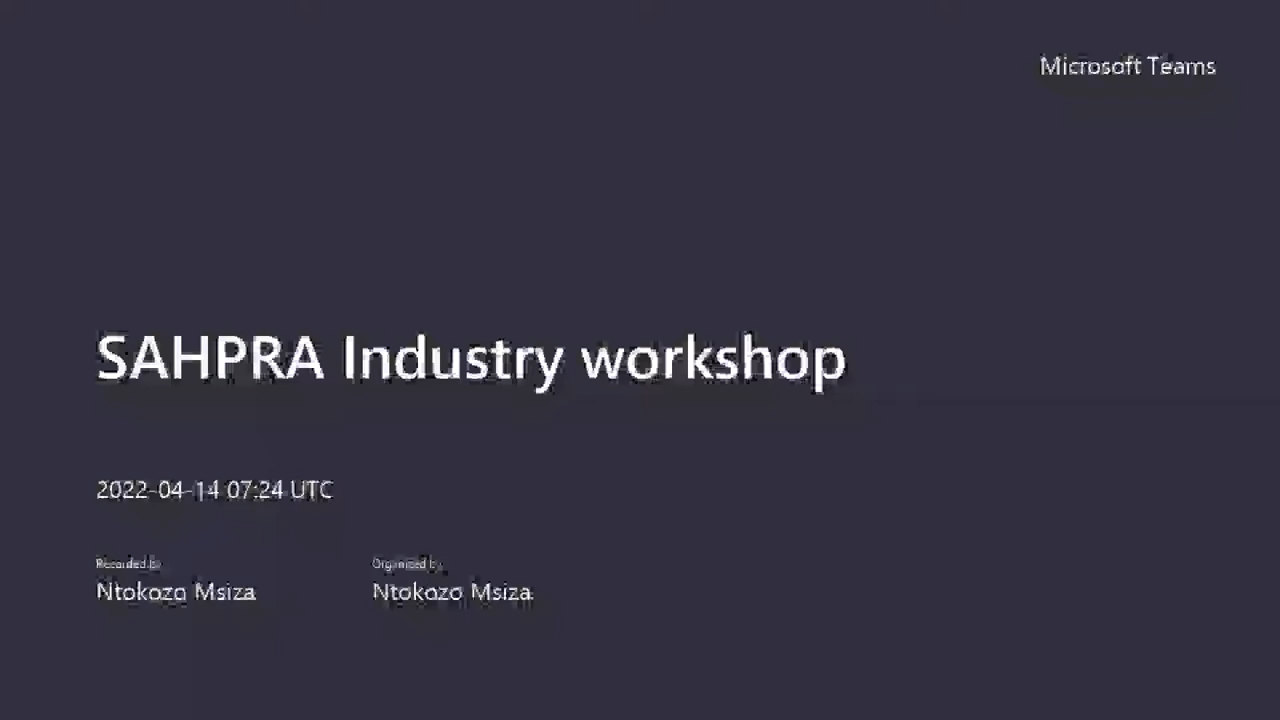 Microsoft Teams
SAHPRA Industry workshop
2022-04-14 07:24 UTC
Recorded by
Organized by
Ntokozo Msiza
Ntokozo Msiza